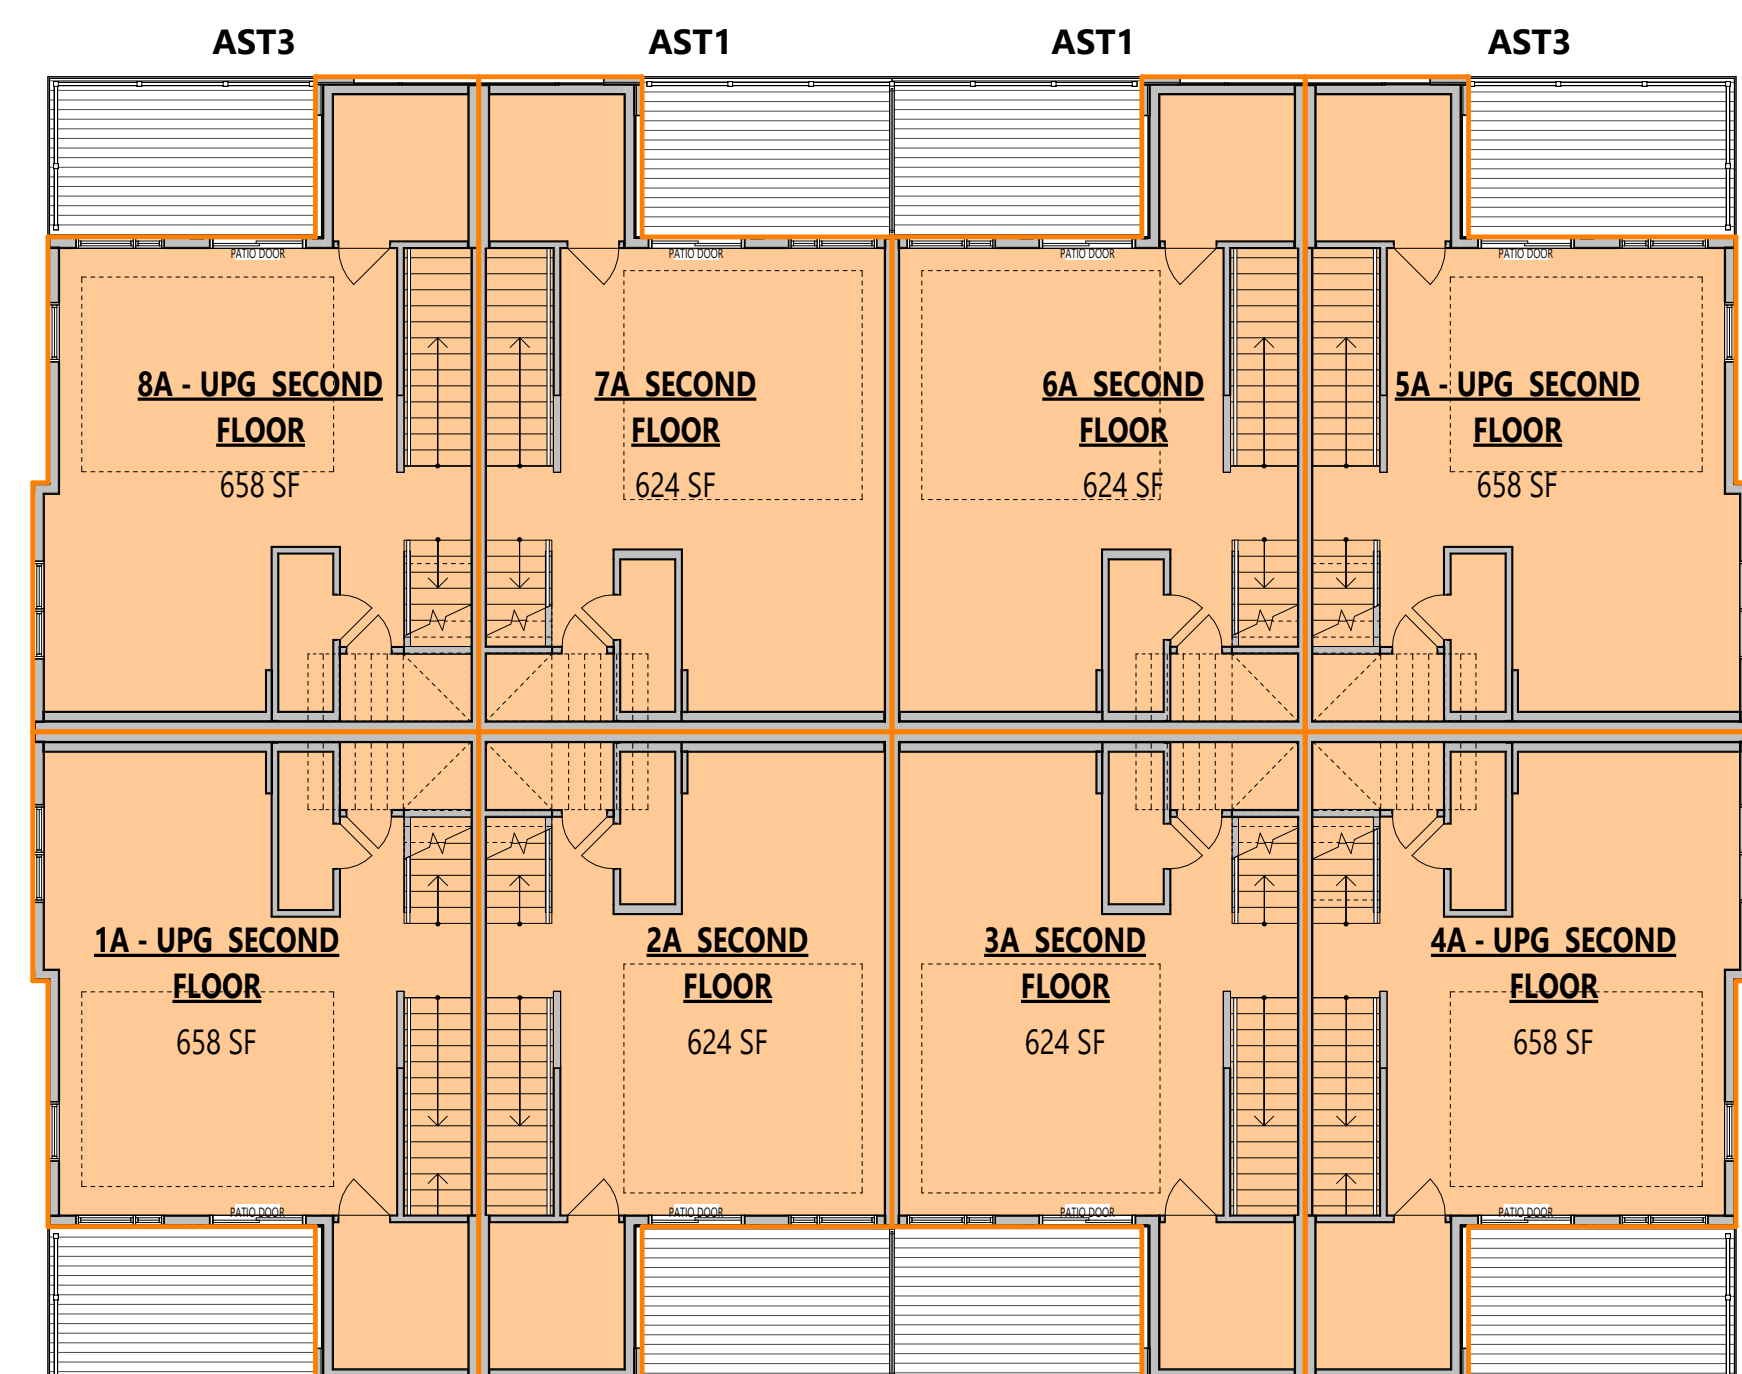 AST3
AST1
AST1
AST3
PATIO DOOR
PATIO DOOR
PATIO DOOR
PATIO DOOR
8A - UPG SECOND
FLOOR
658 SF
7A SECOND
FLOOR
624 SF
6A SECOND
FLOOR
624 SF
5A - UPG SECOND
FLOOR
658 SF
1A - UPG SECOND
FLOOR
658 SF
2A SECOND
FLOOR
624 SF
3A SECOND
FLOOR
624 SF
4A - UPG SECOND
FLOOR
658 SF
PATIO DOOR
PATIO DOOR
PATIO DOOR
PATIO DOOR